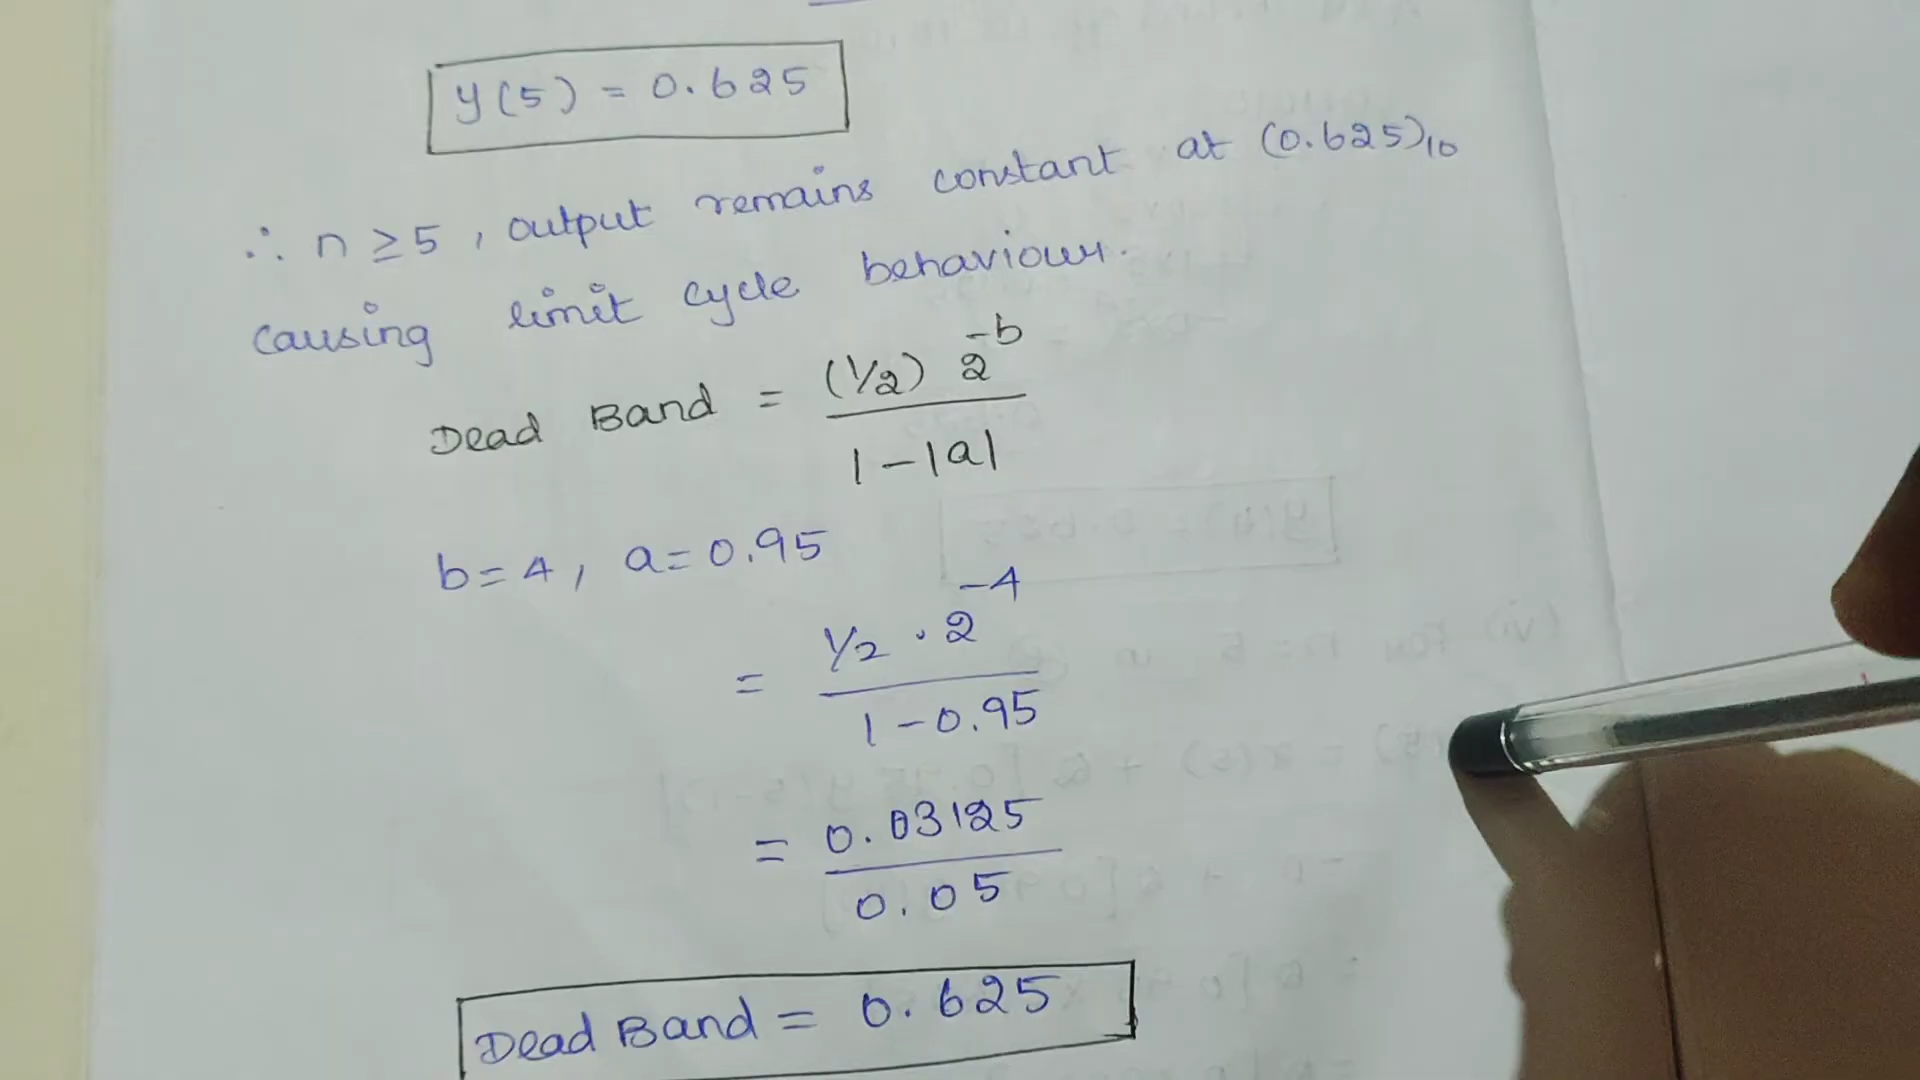 y(5) = 0.625
∴ n ≥ 5, output remains constant at (0.625)10
causing limit cycle behaviour.
Dead Band = (1/2) 2^-b / 1-|a|
b=4, a=0.95
= 1/2 . 2^-4 / 1-0.95
= 0.03125 / 0.05
Dead Band = 0.625